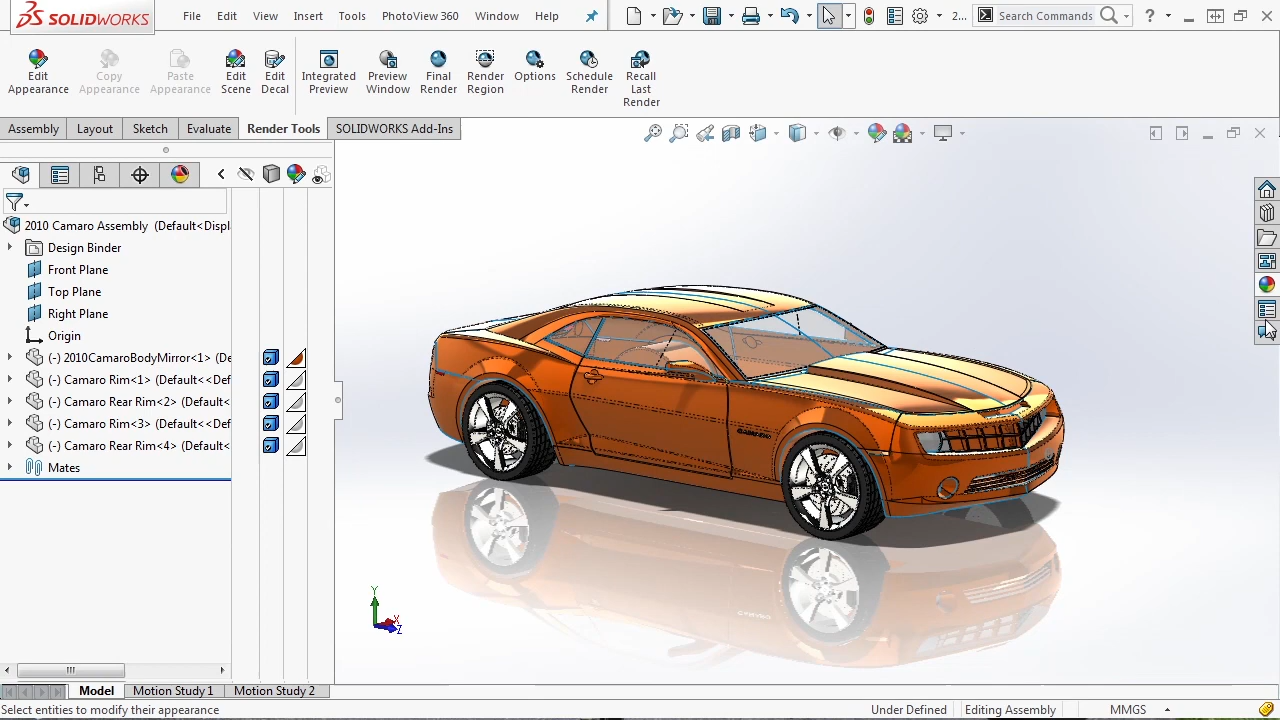 SOLIDWORKS
File Edit View Insert Tools PhotoView 360 Window Help
2... Search Commands ?
Edit Appearance
Copy Appearance
Paste Appearance
Edit Scene
Edit Decal
Integrated Preview
Preview Window
Final Render
Render Region
Options
Schedule Render
Recall Last Render
Assembly Layout Sketch Evaluate Render Tools SOLIDWORKS Add-Ins
2010 Camaro Assembly (Default<Displ
Design Binder
Front Plane
Top Plane
Right Plane
Origin
(-) 2010CamaroBodyMirror<1> (De
(-) Camaro Rim<1> (Default<<Def
(-) Camaro Rear Rim<2> (Default<
(-) Camaro Rim<3> (Default<<Def
(-) Camaro Rear Rim<4> (Default<
Mates
Y
X
Z
Model Motion Study 1 Motion Study 2
Select entities to modify their appearance Under Defined Editing Assembly MMGS